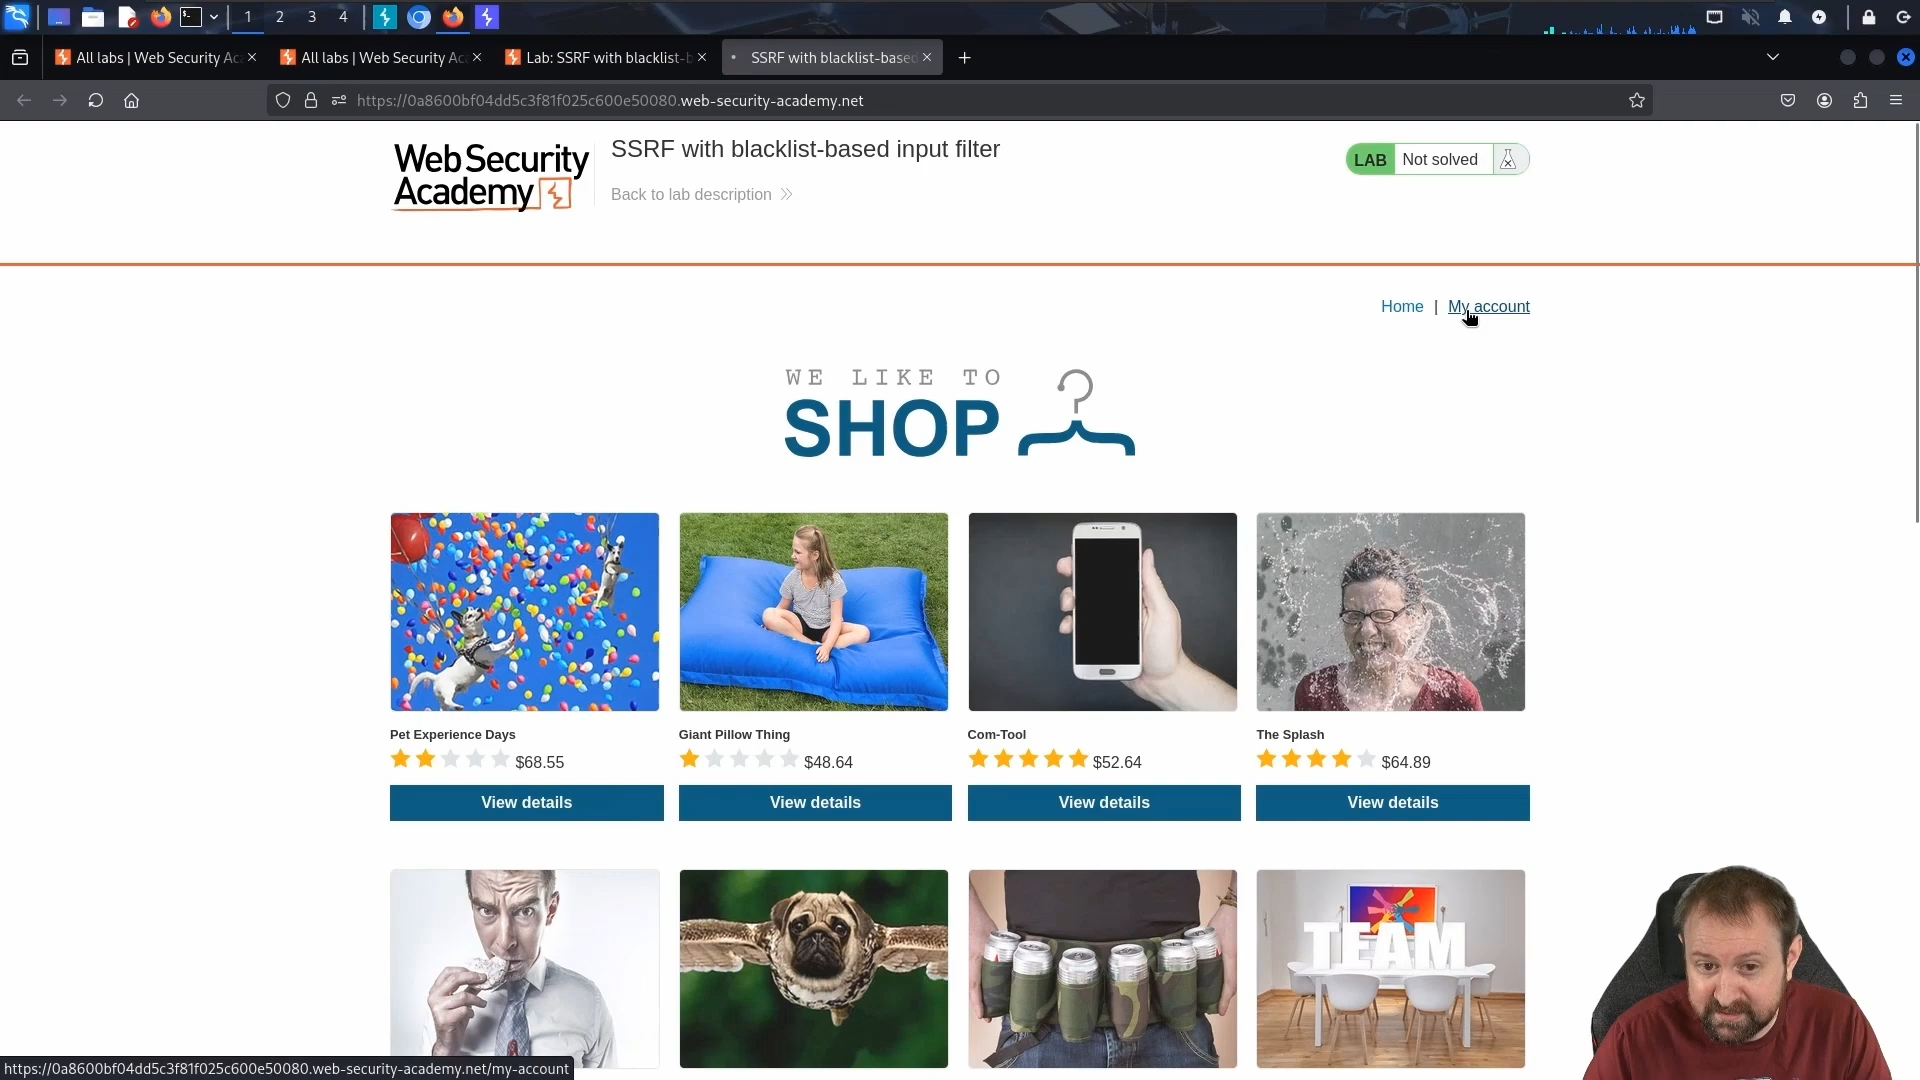 1 2 3 4
All labs | Web Security Ac
All labs | Web Security Ac
Lab: SSRF with blacklist-b
SSRF with blacklist-based
https://0a8600bf04dd5c3f81f025c600e50080.web-security-academy.net
Web Security
Academy
SSRF with blacklist-based input filter
Back to lab description
LAB Not solved
Home | My account
WE LIKE TO
SHOP
Pet Experience Days
$68.55
View details
Giant Pillow Thing
$48.64
View details
Com-Tool
$52.64
View details
The Splash
$64.89
View details
TEAM
https://0a8600bf04dd5c3f81f025c600e50080.web-security-academy.net/my-account